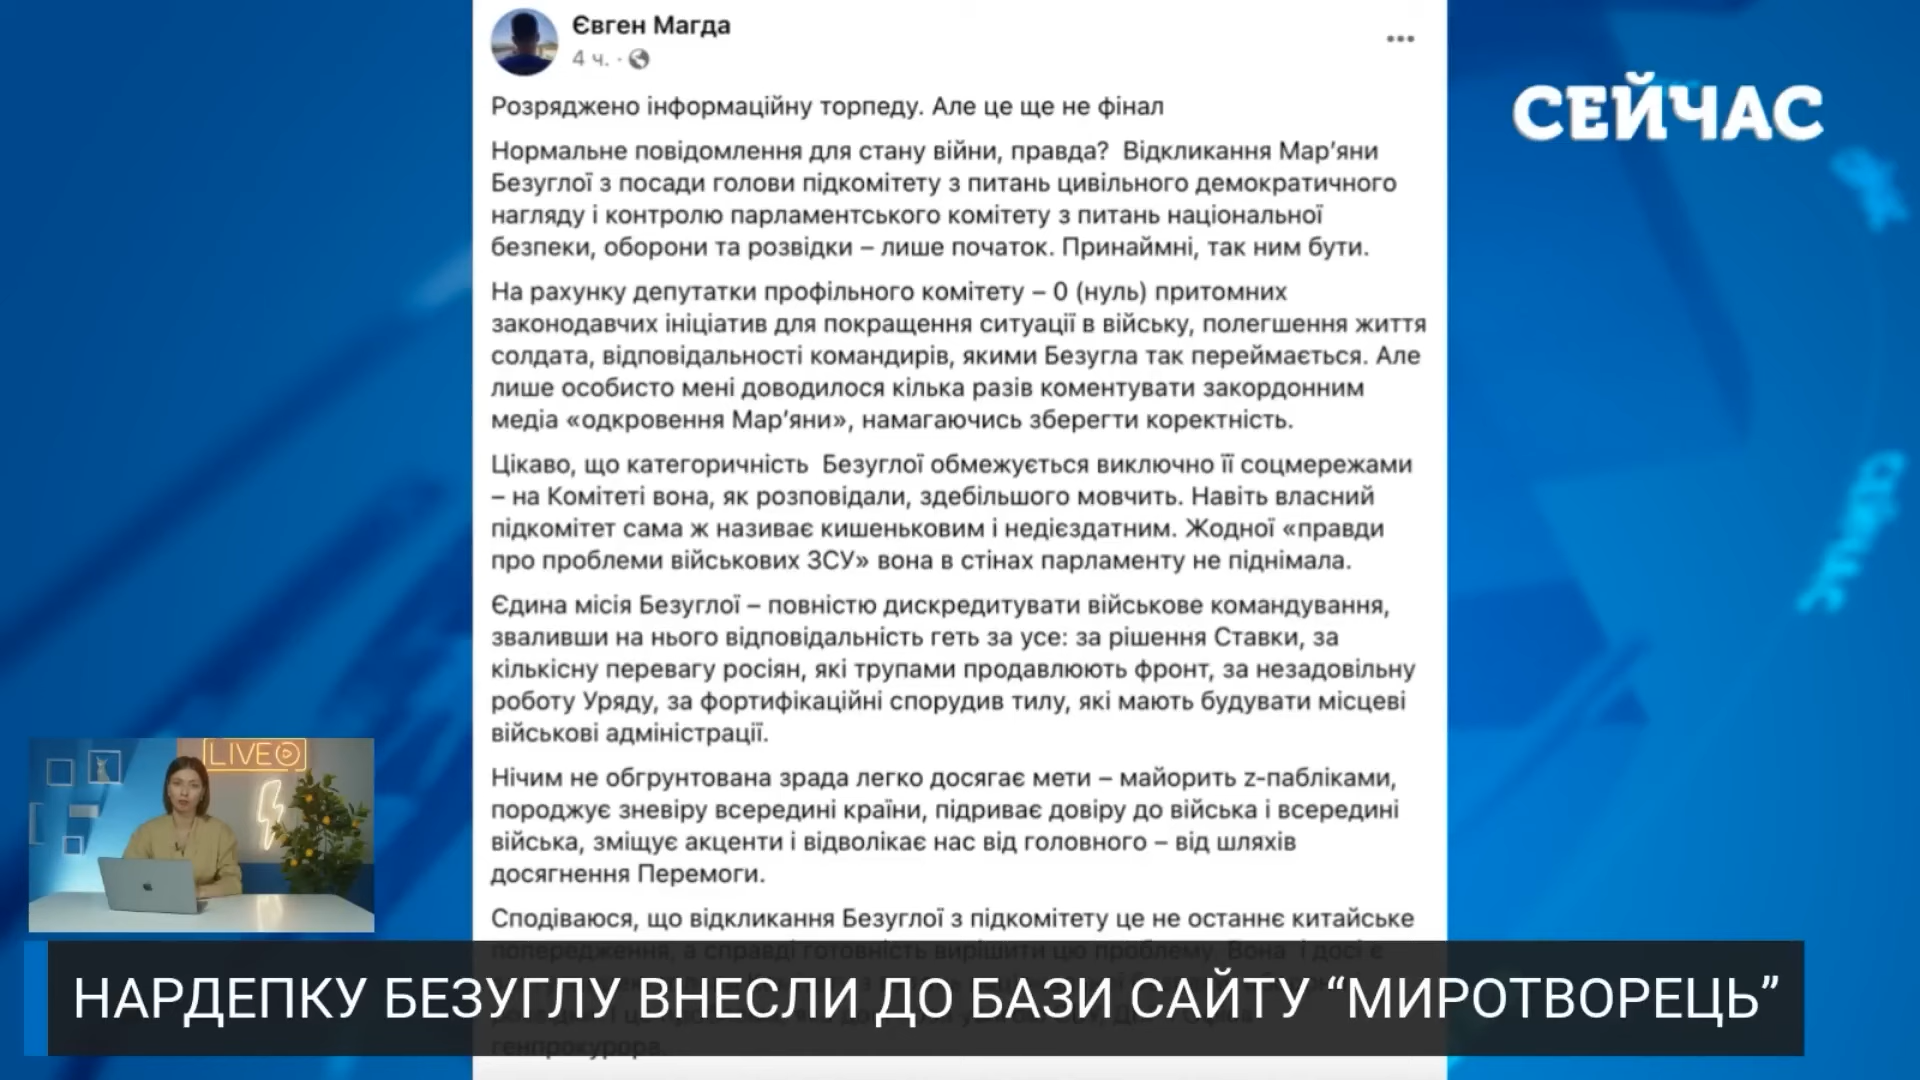 Євген Магда
4 ч. ·
Розряджено інформаційну торпеду. Але це ще не фінал
Нормальне повідомлення для стану війни, правда? Відкликання Мар’яни
Безуглої з посади голови підкомітету з питань цивільного демократичного
нагляду і контролю парламентського комітету з питань національної
безпеки, оборони та розвідки – лише початок. Принаймні, так ним бути.
На рахунку депутатки профільного комітету – 0 (нуль) притомних
законодавчих ініціатив для покращення ситуації в війську, полегшення життя
солдата, відповідальності командирів, якими Безугла так переймається. Але
лише особисто мені доводилося кілька разів коментувати закордонним
медіа «одкровення Мар’яни», намагаючись зберегти коректність.
Цікаво, що категоричність Безуглої обмежується виключно її соцмережами
– на Комітеті вона, як розповідали, здебільшого мовчить. Навіть власний
підкомітет сама ж називає кишеньковим і недієздатним. Жодної «правди
про проблеми військових ЗСУ» вона в стінах парламенту не піднімала.
Єдина місія Безуглої – повністю дискредитувати військове командування,
зваливши на нього відповідальність геть за усе: за рішення Ставки, за
кількісну перевагу росіян, які трупами продавлюють фронт, за незадовільну
роботу Уряду, за фортифікаційні спорудив тилу, які мають будувати місцеві
військові адміністрації.
Нічим не обгрунтована зрада легко досягає мети – майорить z-пабліками,
породжує зневіру всередині країни, підриває довіру до війська і всередині
війська, зміщує акценти і відволікає нас від головного – від шляхів
досягнення Перемоги.
Сподіваюся, що відкликання Безуглої з підкомітету це не останнє китайське
попередження, а справді готовність вирішити цю проблему. Вона і досі є
генпрокурора.
СЕЙЧАС
LIVE
НАРДЕПКУ БЕЗУГЛУ ВНЕСЛИ ДО БАЗИ САЙТУ “МИРОТВОРЕЦЬ”